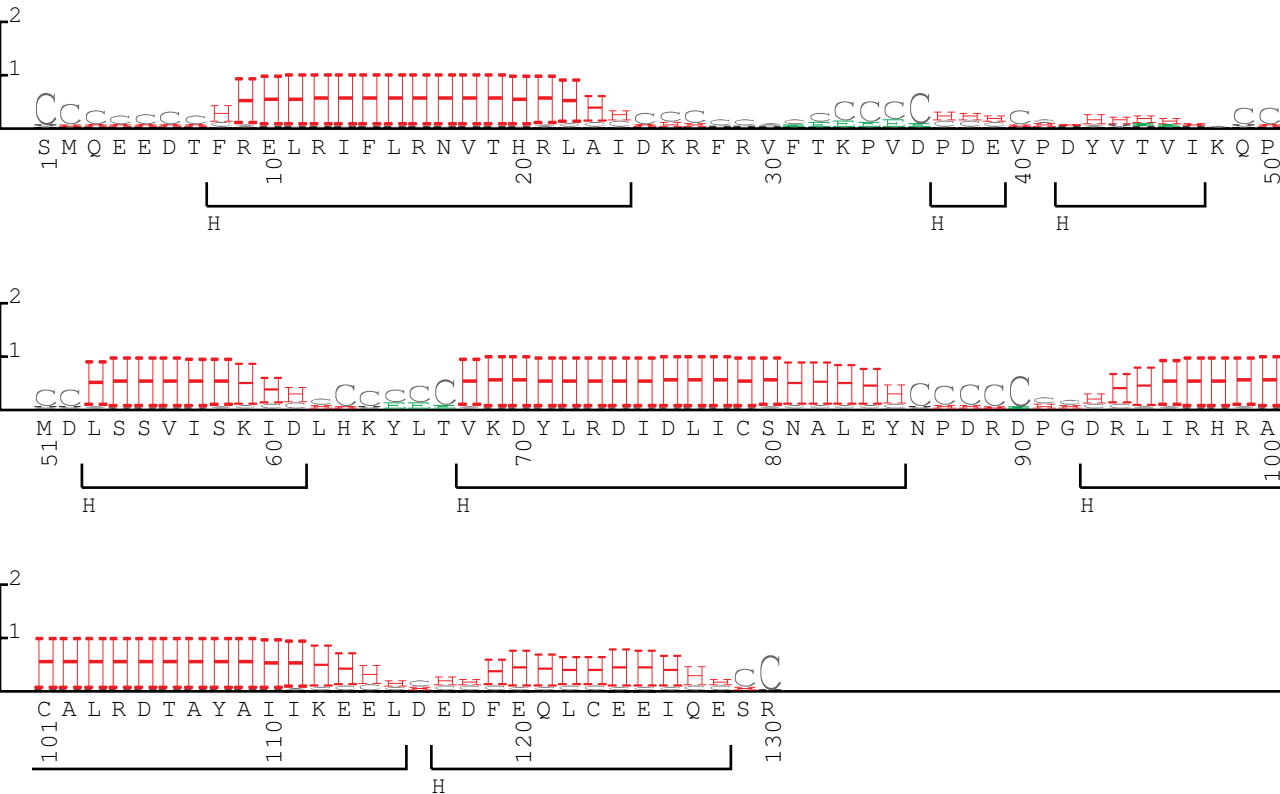 2
1
S M Q E E D T F R E L R I F L R N V T H R L A I D K R F R V F T K P V D P D E V P D Y V T V I K Q P
1 10 20 30 40 50
H H H
2
1
M D L S S V I S K I D L H K Y L T V K D Y L R D I D L I C S N A L E Y N P D R D P G D R L I R H R A
51 60 70 80 90 100
H H H
2
1
C A L R D T A Y A I I K E E L D E D F E Q L C E E I Q E S R
101 110 120 130
H